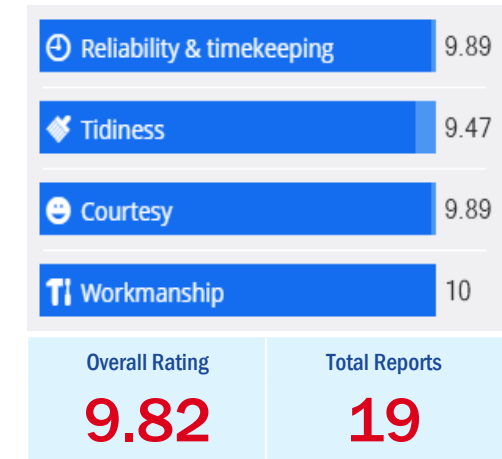 Reliability & timekeeping 9.89
Tidiness 9.47
Courtesy 9.89
Workmanship 10
Overall Rating Total Reports
9.82 19